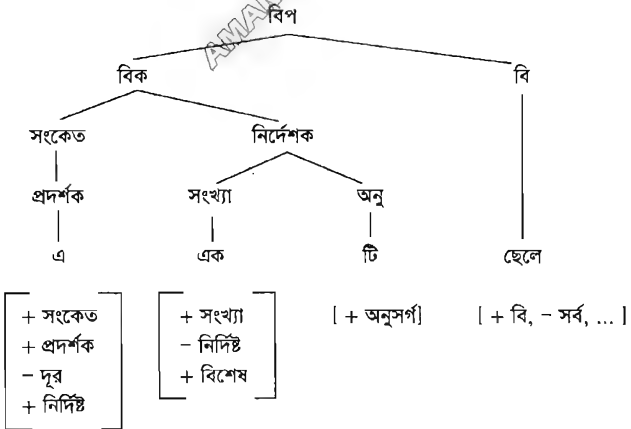 বিপ
বিক বি
সংকেত নির্দেশক
প্রদর্শক সংখ্যা অনু
এ এক টি ছেলে
+ সংকেত + সংখ্যা [ + অনুসর্গ] [ + বি, − সর্ব, ... ]
+ প্রদর্শক − নির্দিষ্ট
− দূর + বিশেষ
+ নির্দিষ্ট